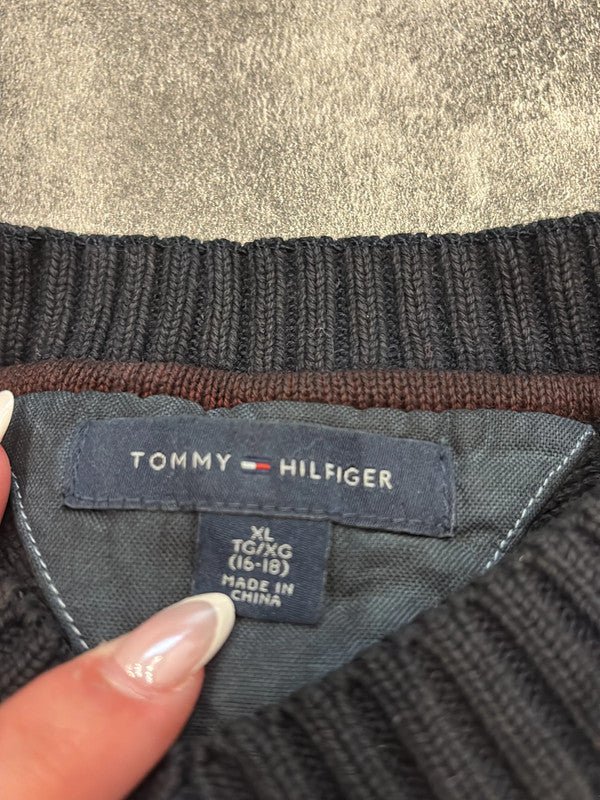 TOMMY HILFIGER
XL
TG/XG
(16-18)
MADE IN
CHINA